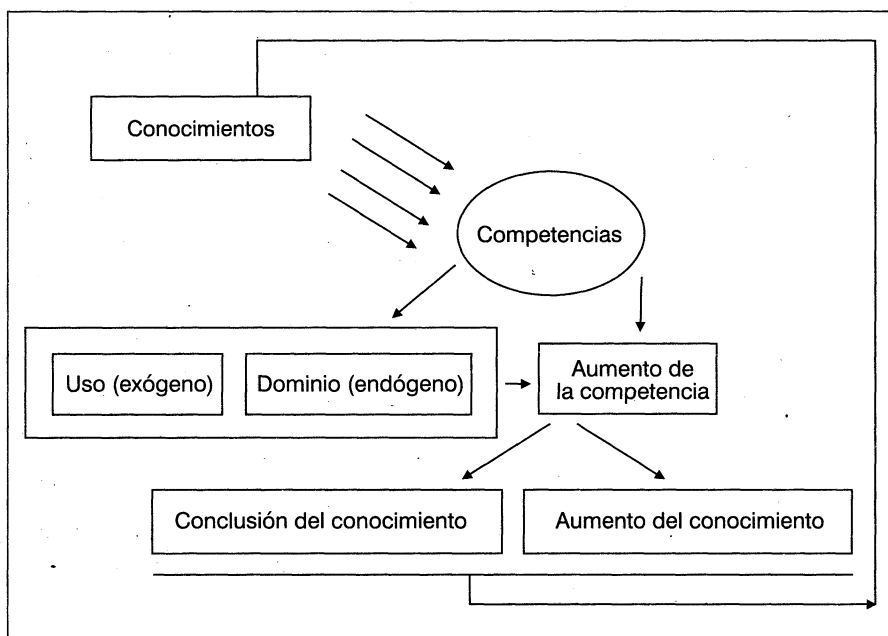 Conocimientos
Competencias
Uso (exógeno)
Dominio (endógeno)
Aumento de
la competencia
Conclusión del conocimiento
Aumento del conocimiento